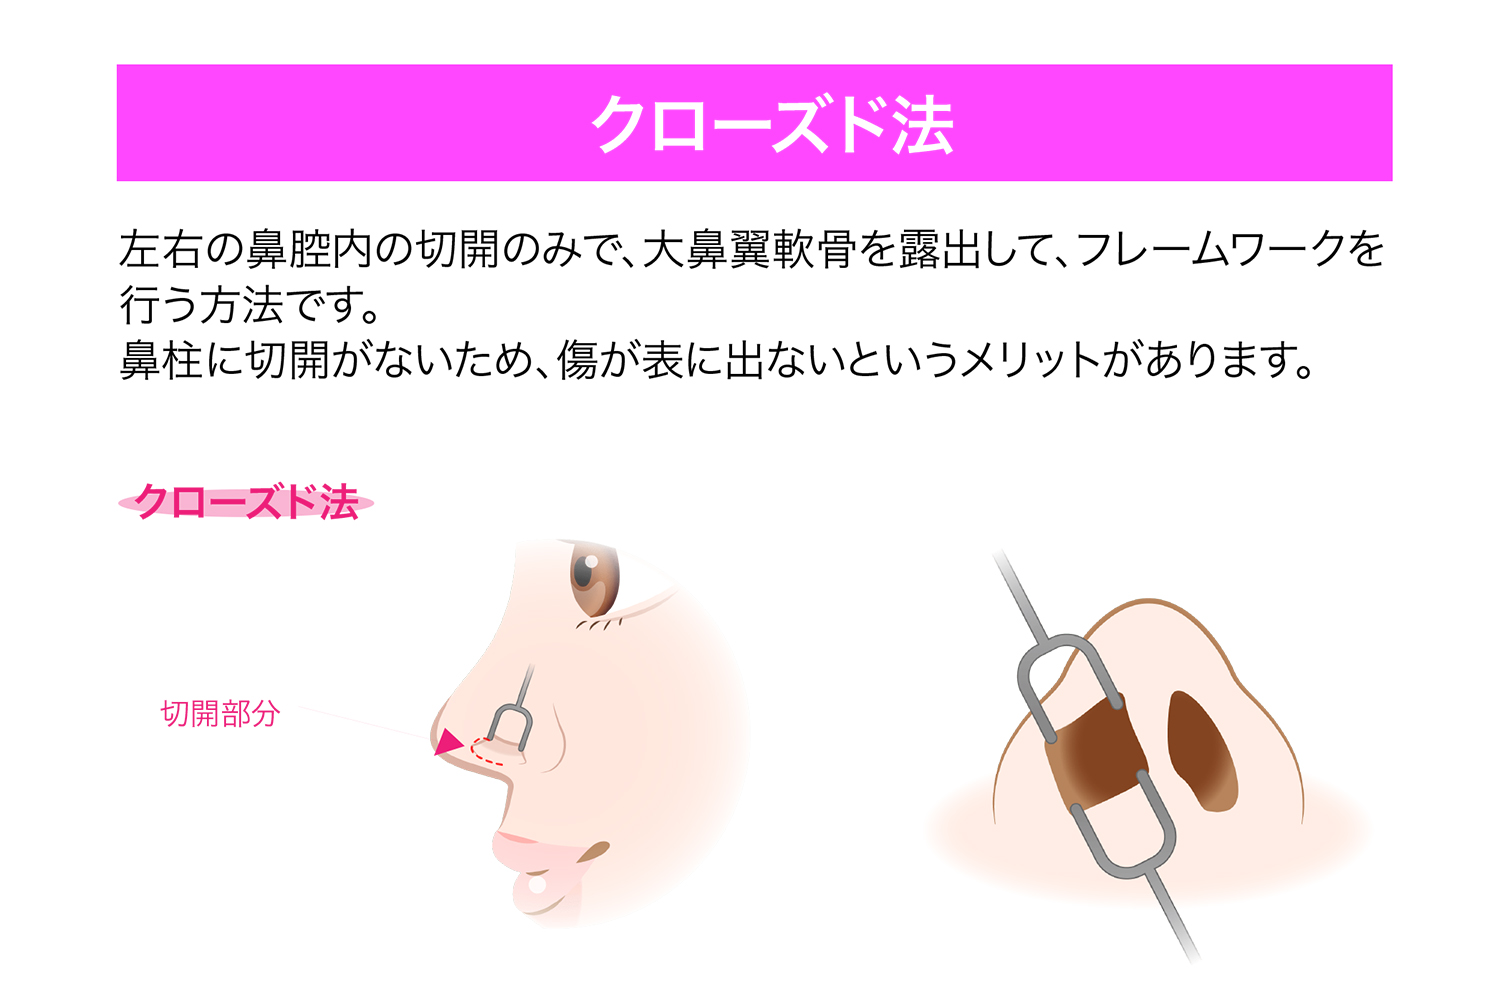 クローズド法
左右の鼻腔内の切開のみで、大鼻翼軟骨を露出して、フレームワークを
行う方法です。
鼻柱に切開がないため、傷が表に出ないというメリットがあります。
クローズド法
切開部分